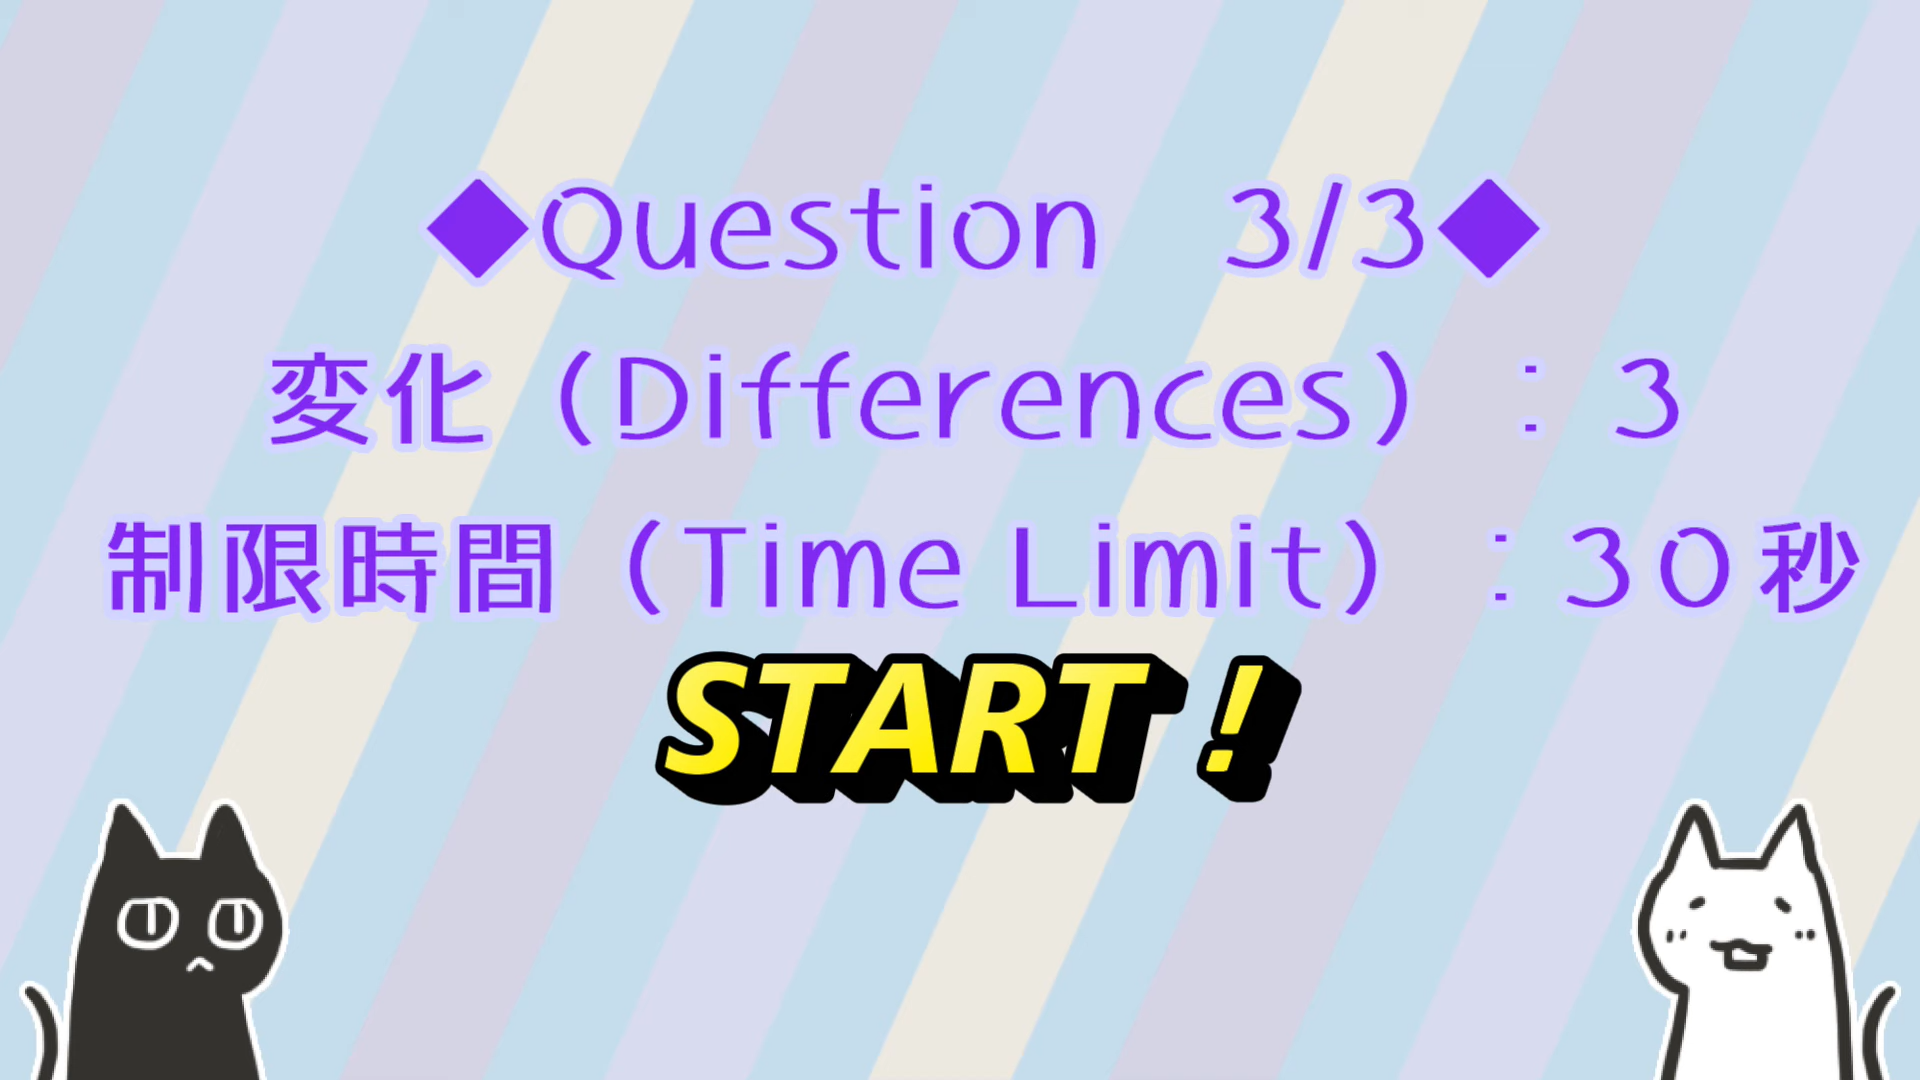 ◆Question　3/3◆
変化（Differences）：３
制限時間（Time Limit）：３０秒
START！